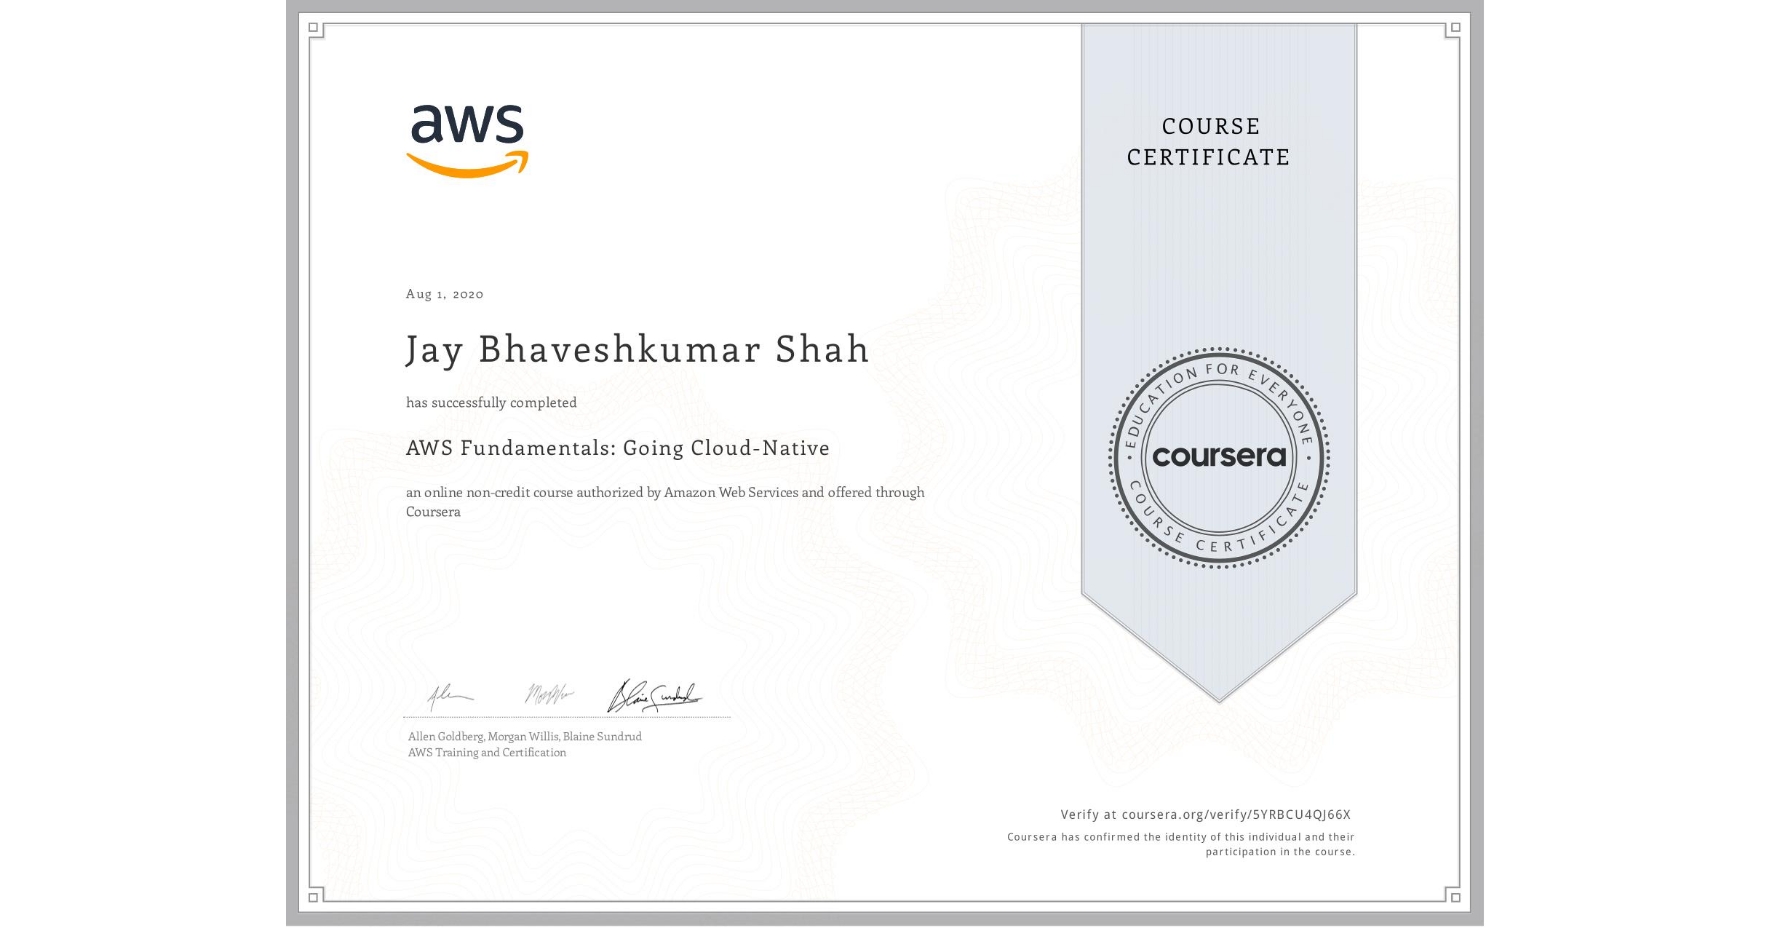 aws
COURSE
CERTIFICATE
Aug 1, 2020
Jay Bhaveshkumar Shah
has successfully completed
AWS Fundamentals: Going Cloud-Native
an online non-credit course authorized by Amazon Web Services and offered through
Coursera
EDUCATION FOR EVERYONE
coursera
COURSE CERTIFICATE
Allen Goldberg, Morgan Willis, Blaine Sundrud
AWS Training and Certification
Verify at coursera.org/verify/5YRBCU4QJ66X
Coursera has confirmed the identity of this individual and their
participation in the course.